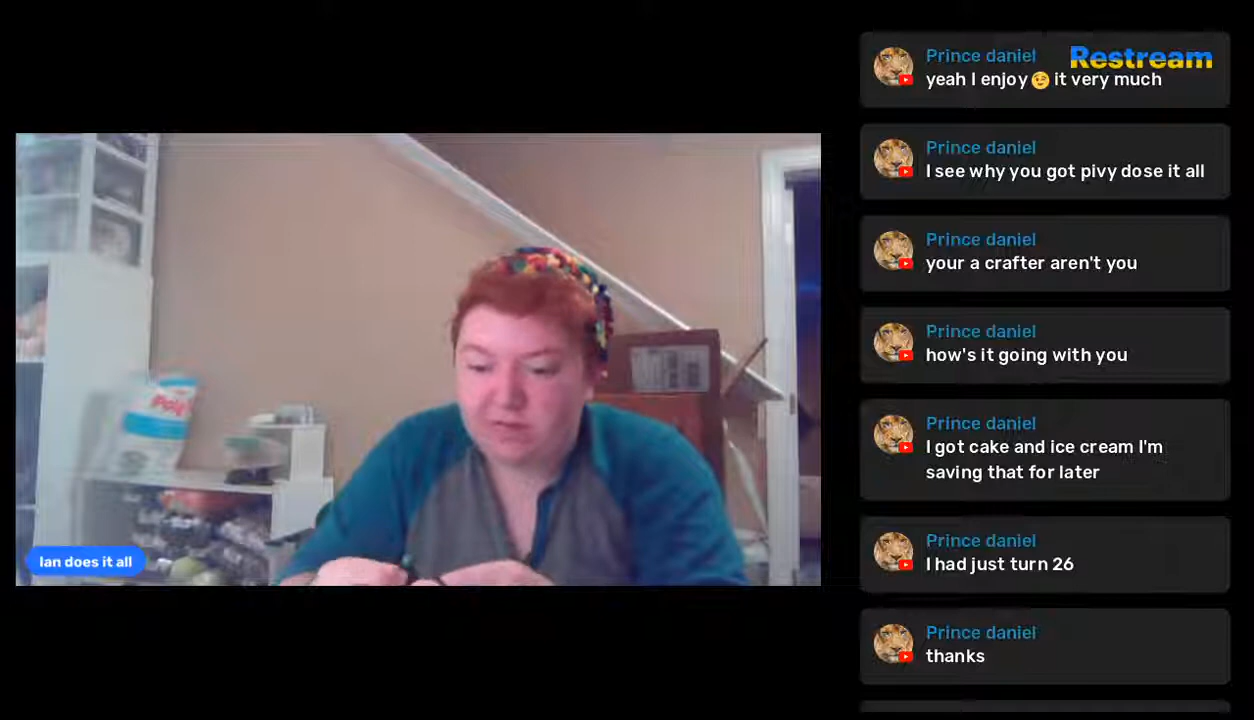 Restream
Prince daniel
yeah I enjoy 😉 it very much
Prince daniel
I see why you got pivy dose it all
Prince daniel
your a crafter aren't you
Prince daniel
how's it going with you
Prince daniel
I got cake and ice cream I'm
saving that for later
Prince daniel
I had just turn 26
Prince daniel
thanks
Ian does it all